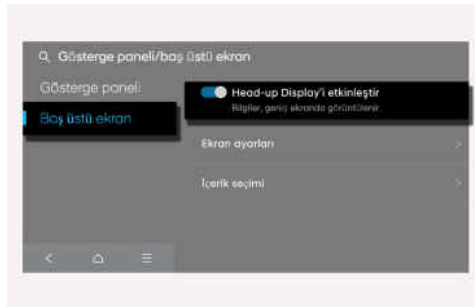 Gösterge paneli/baş üstü ekran
Gösterge paneli
Baş üstü ekran
Head-up Display'i etkinleştir
Bilgiler, geniş ekranda görüntülenir.
Ekran ayarları
İçerik seçimi